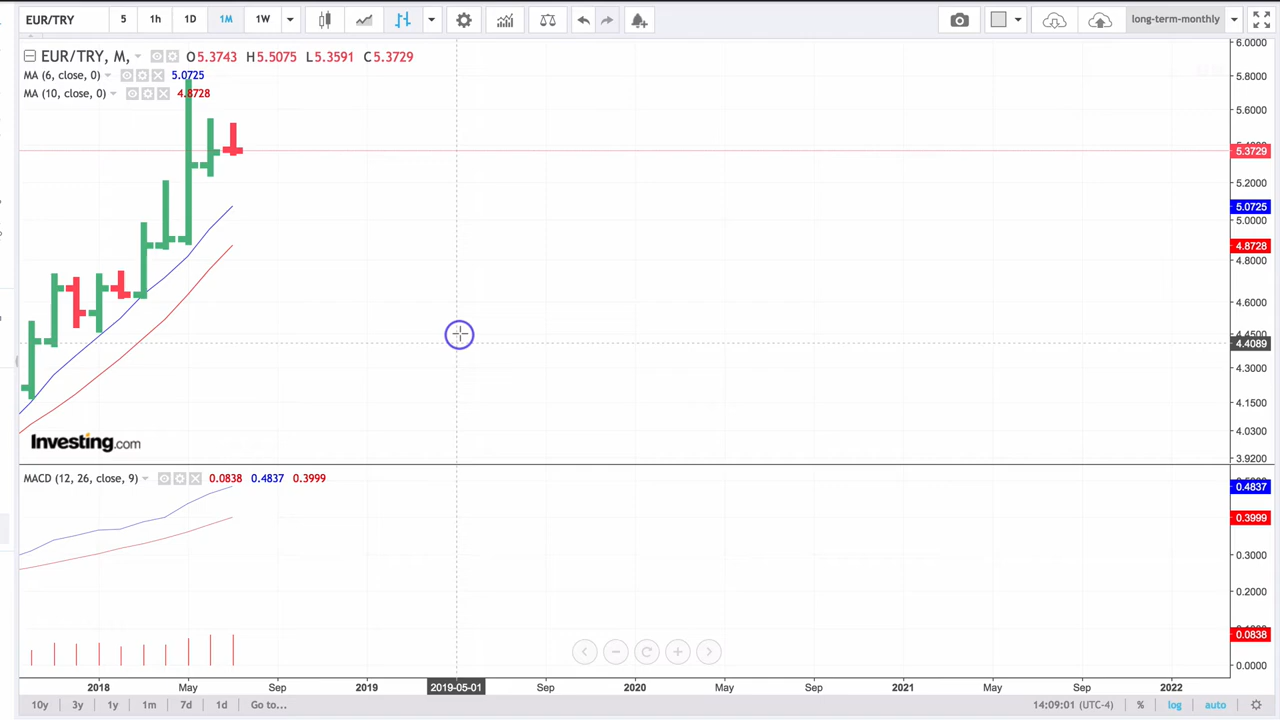 EUR/TRY 5 1h 1D 1M 1W long-term-monthly
EUR/TRY, M, O5.3743 H5.5075 L5.3591 C5.3729
MA (6, close, 0) 5.0725
MA (10, close, 0) 4.8728
6.0000
5.8000
5.6000
5.3729
5.2000
5.0725
5.0000
4.8728
4.8000
4.6000
4.4500
4.4089
4.3000
4.1500
4.0300
3.9200
Investing.com
MACD (12, 26, close, 9) 0.0838 0.4837 0.3999
0.4837
0.3999
0.3000
0.2000
0.0838
0.0000
2018 May Sep 2019 2019-05-01 Sep 2020 May Sep 2021 May Sep 2022
10y 3y 1y 1m 7d 1d Go to... 14:09:01 (UTC-4) % log auto